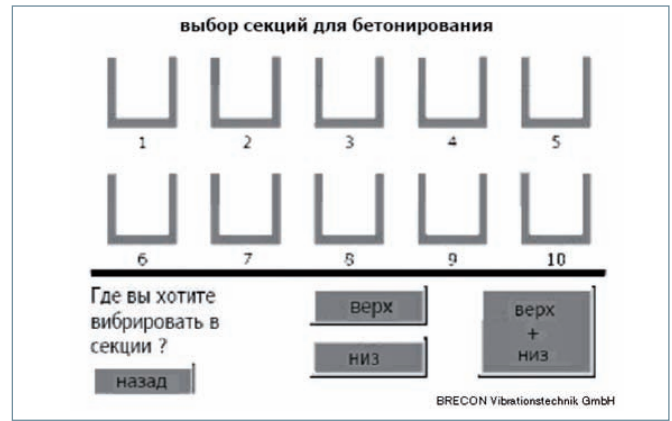 выбор секций для бетонирования
1 2 3 4 5
6 7 8 9 10
Где вы хотите
вибрировать в
секции ?
назад
верх
низ
верх
+
низ
BRECON Vibrationstechnik GmbH